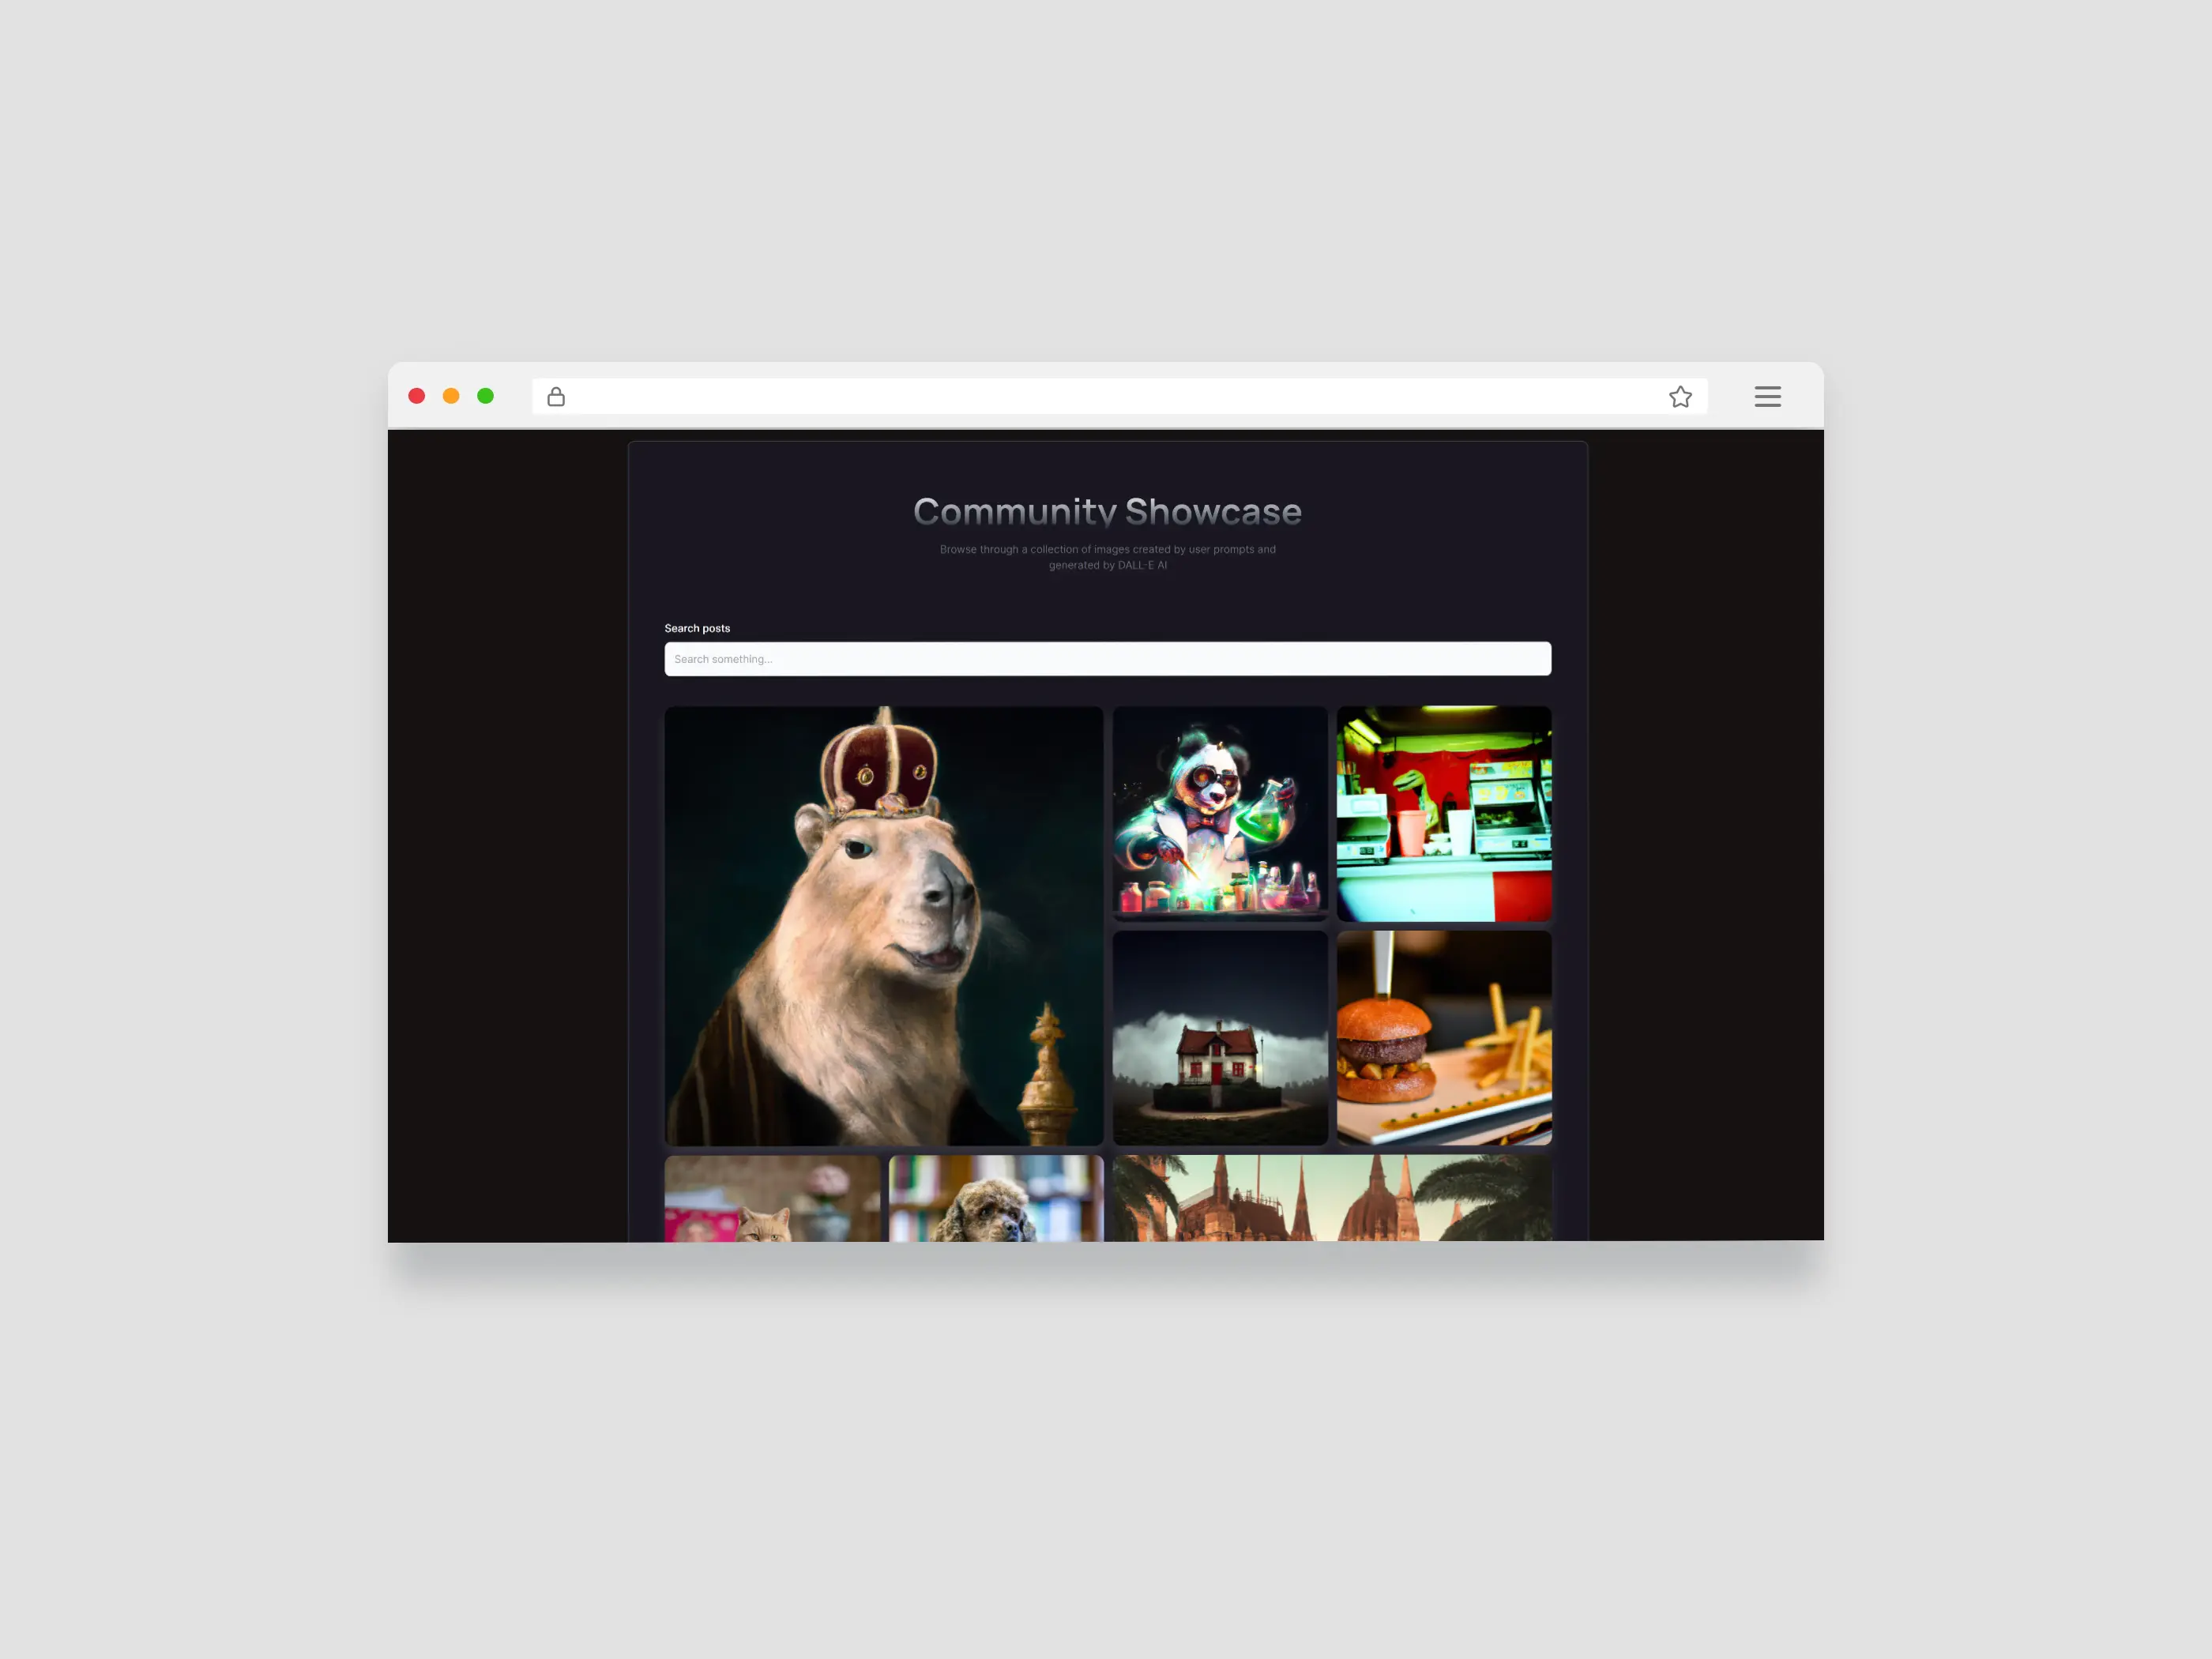 Community Showcase
Browse through a collection of images created by user prompts and
generated by DALL·E AI
Search posts
Search something...